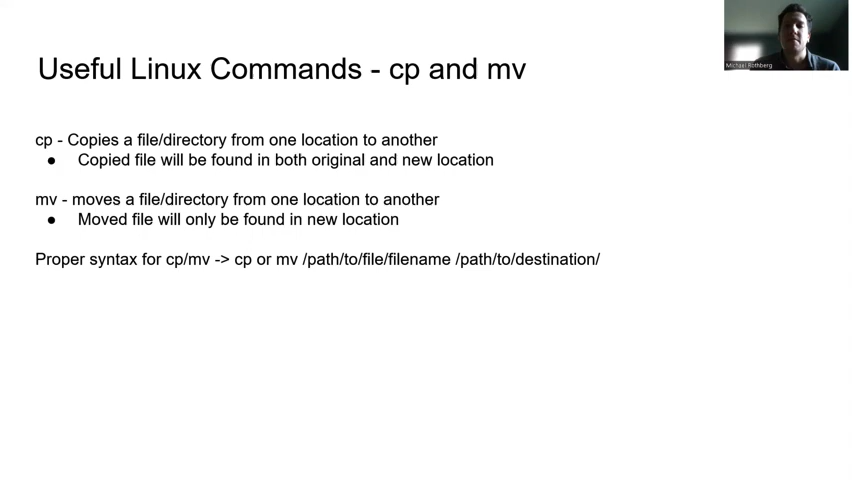 Useful Linux Commands - cp and mv
Michael Rothberg
cp - Copies a file/directory from one location to another
● Copied file will be found in both original and new location
mv - moves a file/directory from one location to another
● Moved file will only be found in new location
Proper syntax for cp/mv -> cp or mv /path/to/file/filename /path/to/destination/